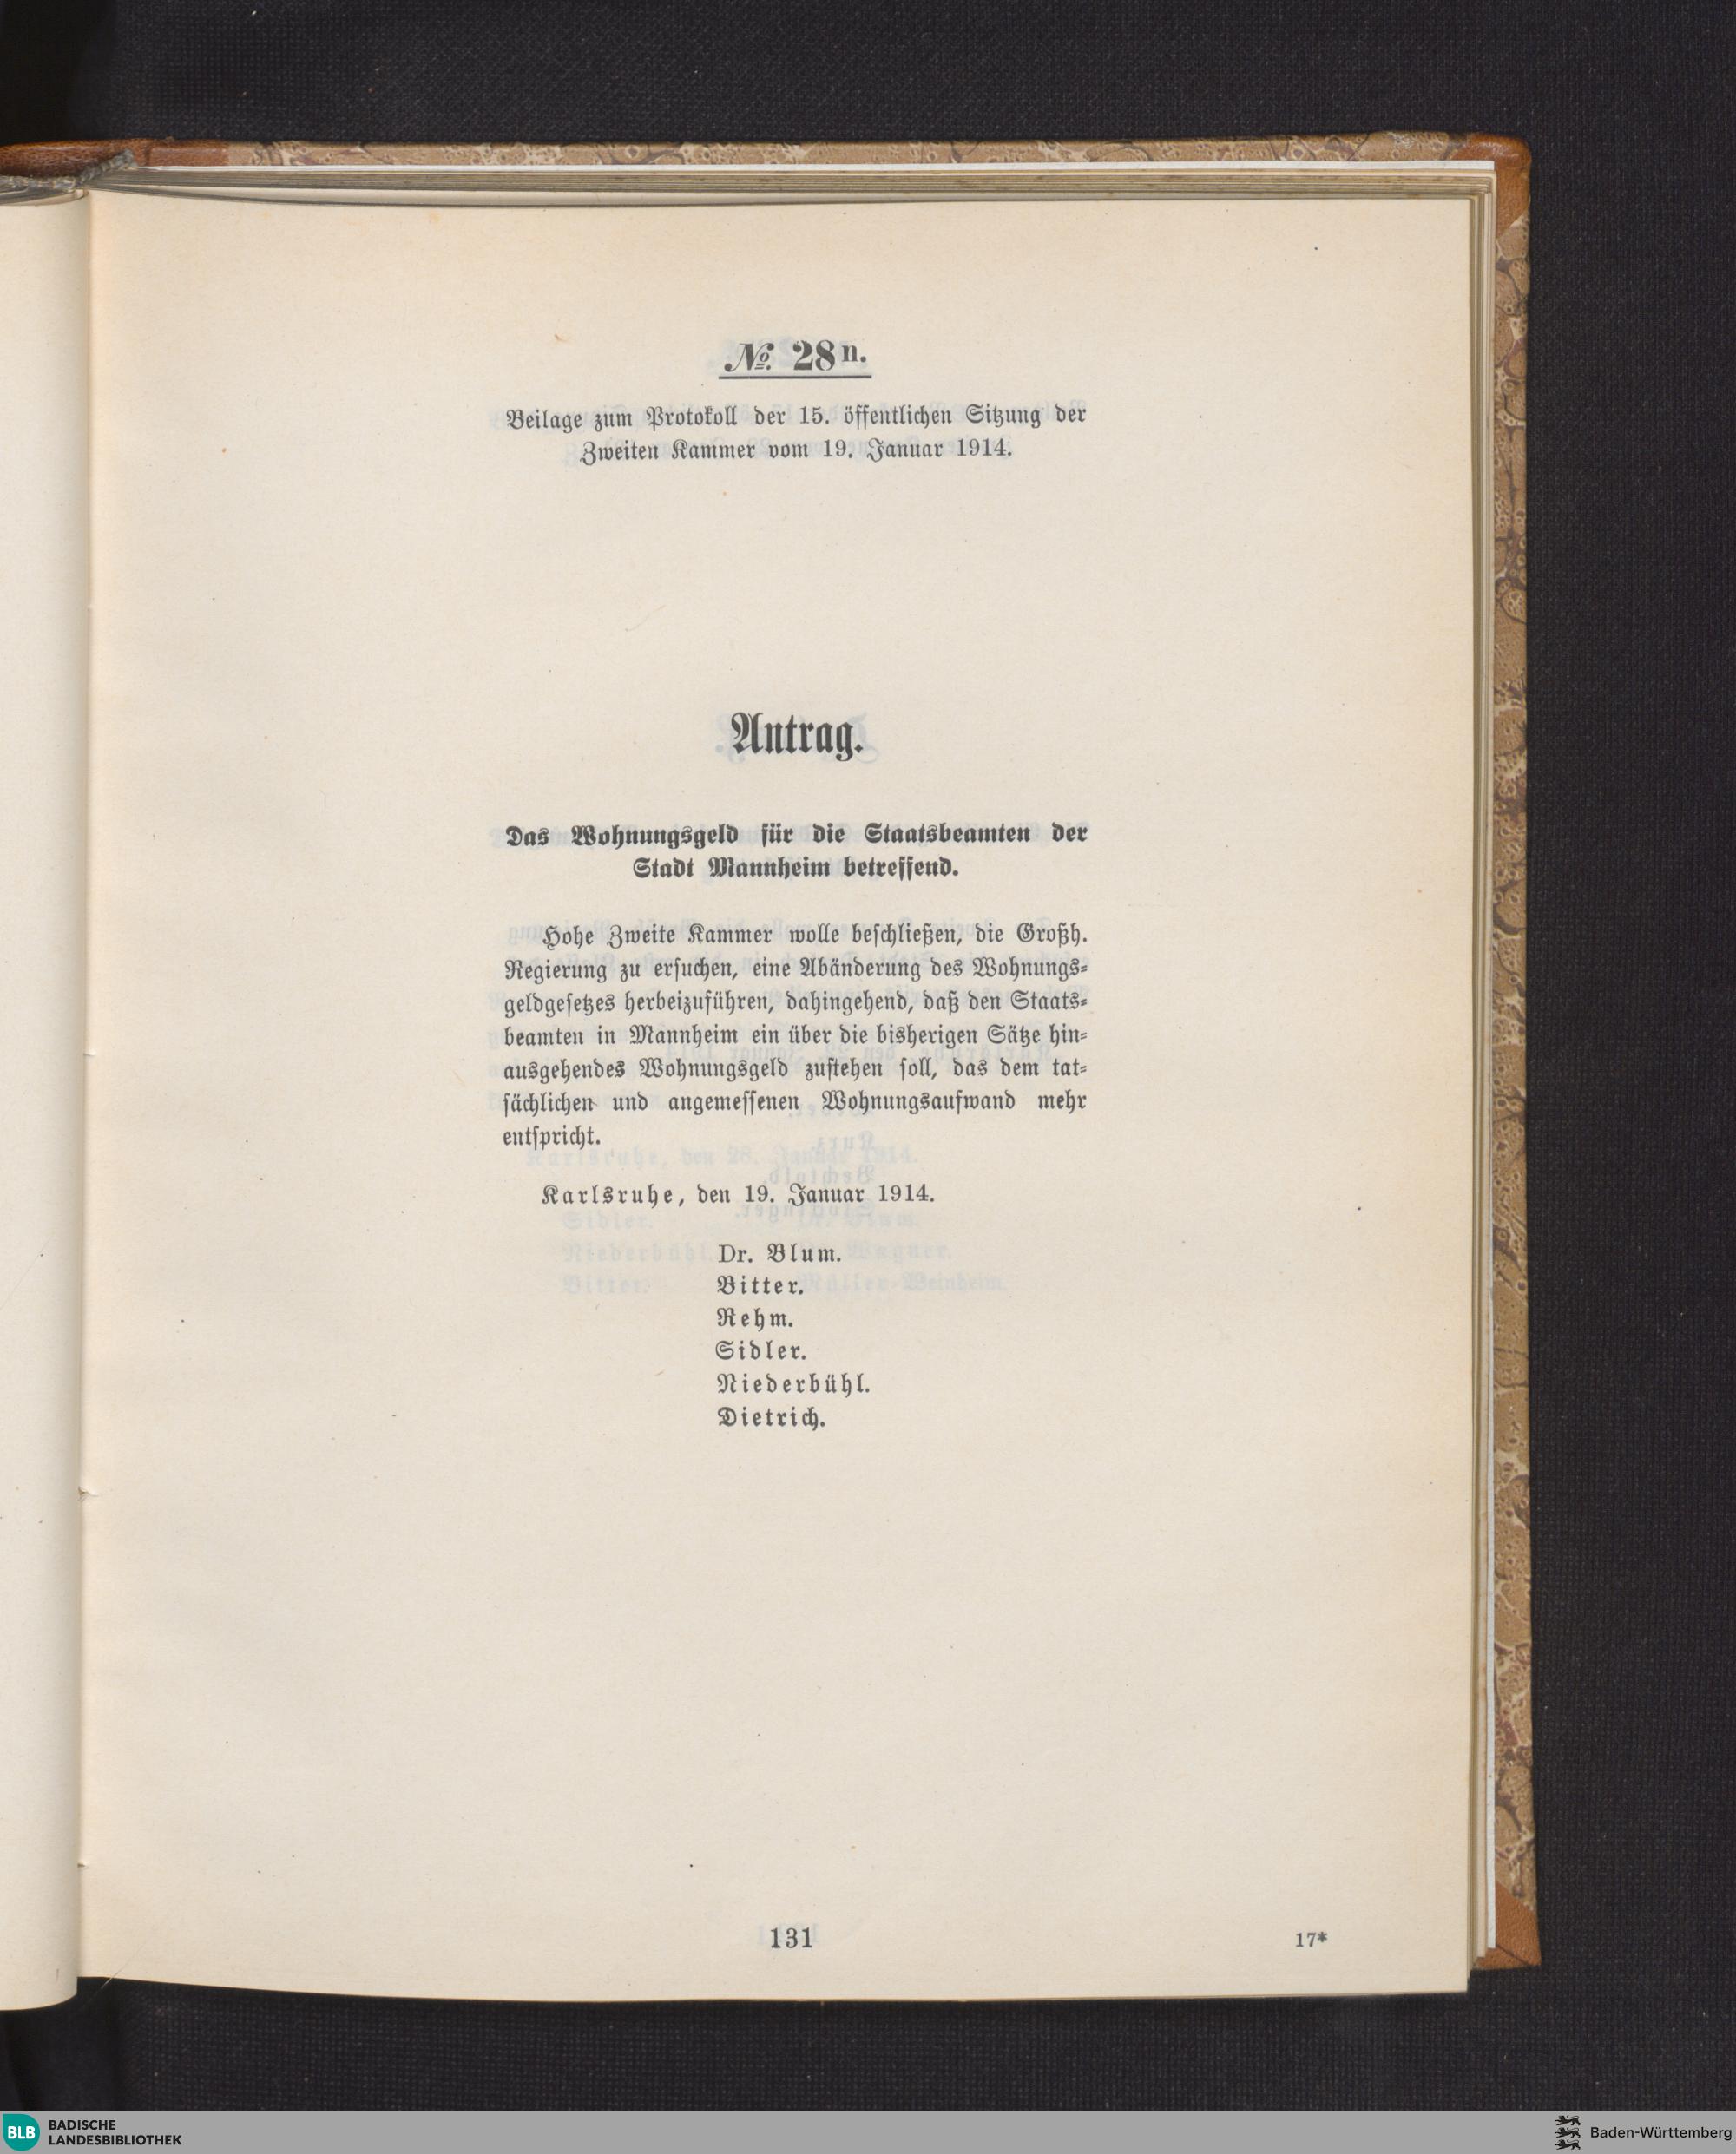 № 28 n.
Beilage zum Protokoll der 15. öffentlichen Sitzung der
Zweiten Kammer vom 19. Januar 1914.
Antrag.
Das Wohnungsgeld für die Staatsbeamten der
Stadt Mannheim betreffend.
Hohe Zweite Kammer wolle beschließen, die Großh.
Regierung zu ersuchen, eine Abänderung des Wohnungs-
geldgesetzes herbeizuführen, dahingehend, daß den Staats-
beamten in Mannheim ein über die bisherigen Sätze hin-
ausgehendes Wohnungsgeld zustehen soll, das dem tat-
sächlichen und angemessenen Wohnungsaufwand mehr
entspricht.
Karlsruhe, den 19. Januar 1914.
Dr. Blum.
Bitter.
Rehm.
Sidler.
Niederbühl.
Dietrich.
131
17*
BLB BADISCHE
LANDESBIBLIOTHEK
Baden-Württemberg